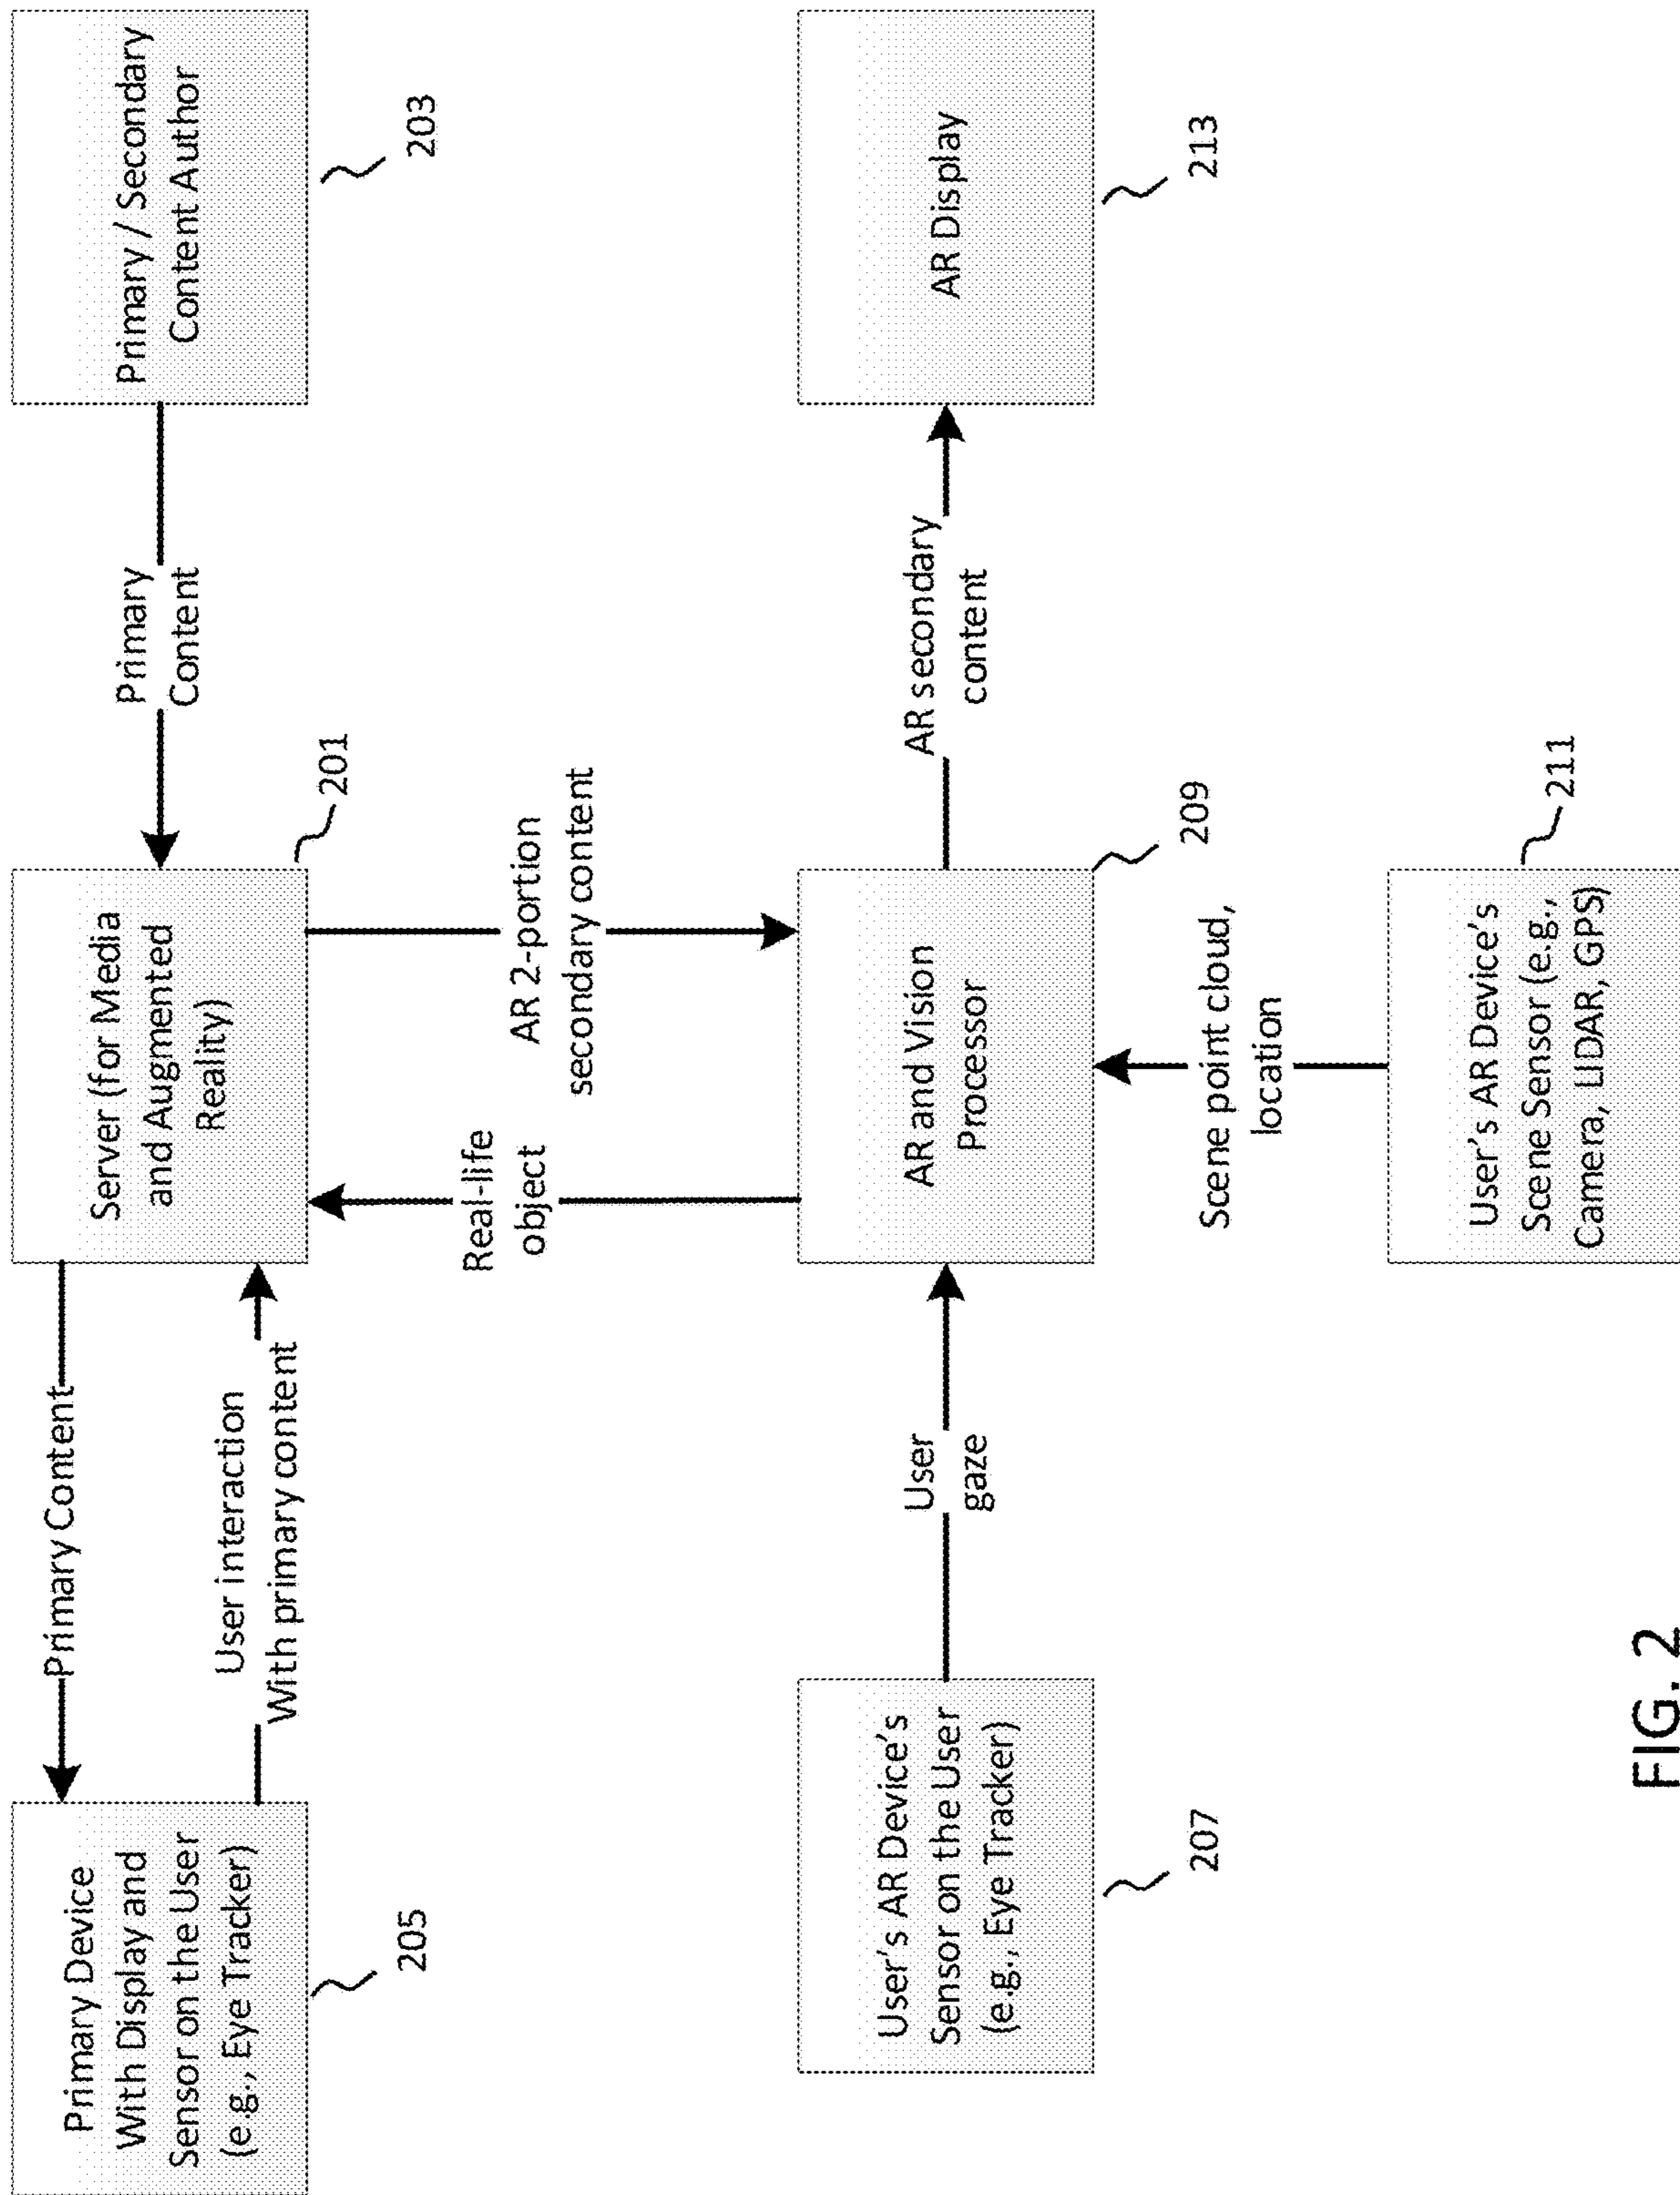 Primary Device
With Display and
Sensor on the User
(e.g., Eye Tracker)
205
Primary Content
User interaction
With primary content
Server (for Media
and Augmented
Reality)
201
Primary
Content
Primary / Secondary
Content Author
203
Real-life
object
AR 2-portion
secondary content
User's AR Device's
Sensor on the User
(e.g., Eye Tracker)
207
User
gaze
AR and Vision
Processor
209
AR secondary
content
AR Display
213
Scene point cloud,
location
User's AR Device's
Scene Sensor (e.g.,
Camera, LIDAR, GPS)
211
FIG. 2